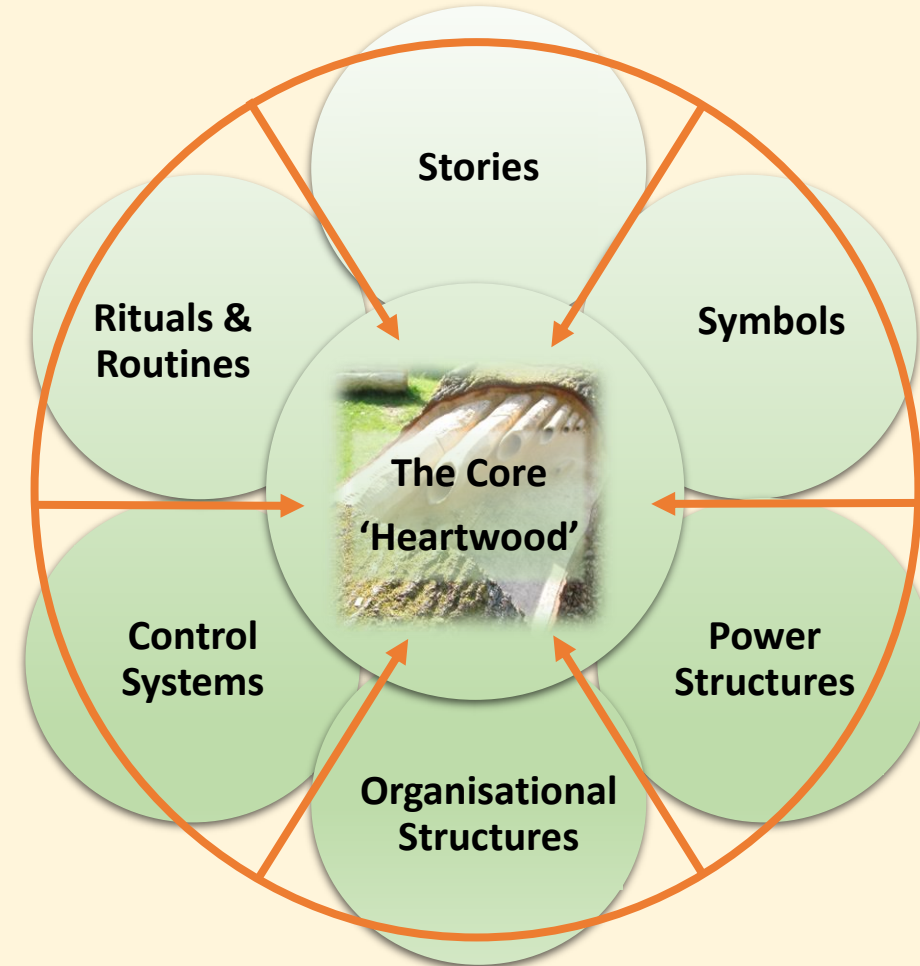 Stories
Rituals &
Routines
Symbols
The Core
‘Heartwood’
Control
Systems
Power
Structures
Organisational
Structures